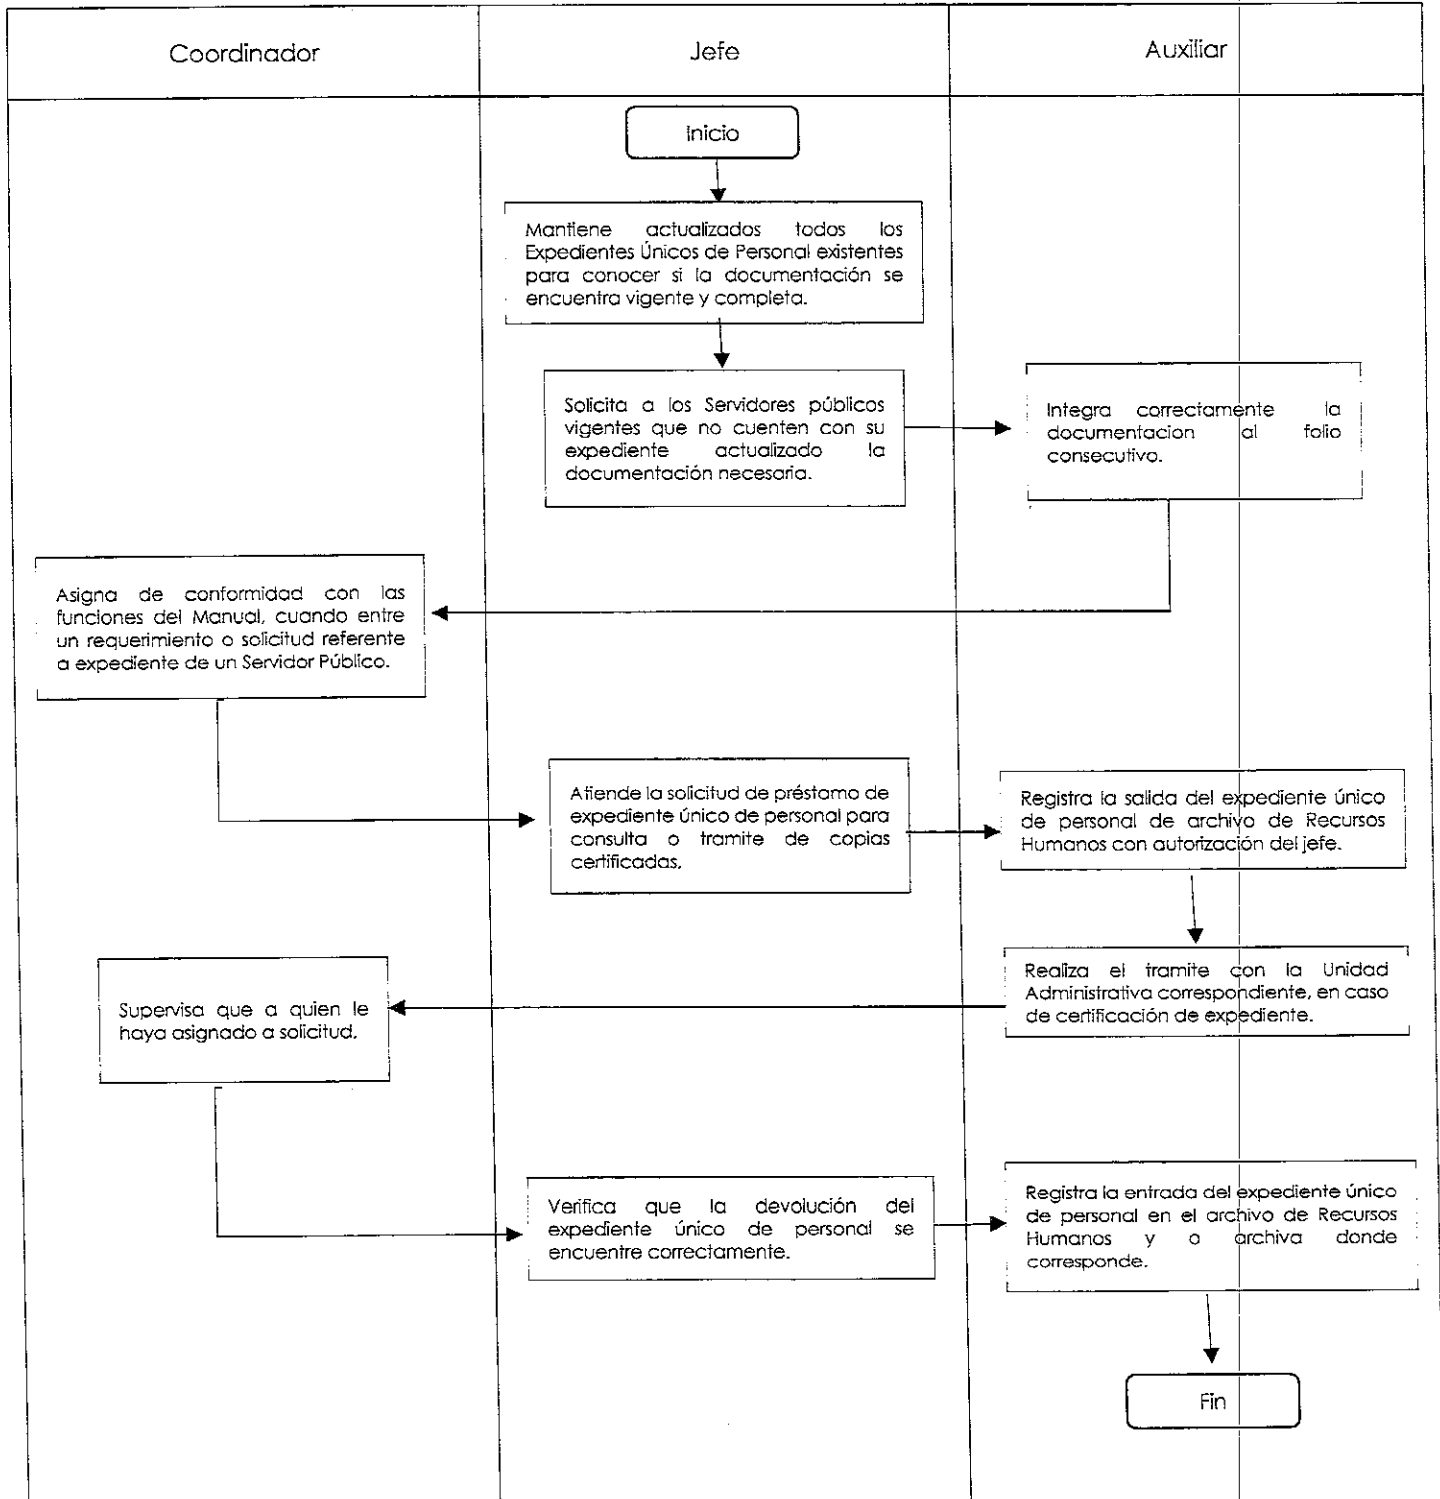 Coordinador
Jefe
Auxiliar
Inicio
Mantiene actualizados todos los
Expedientes Únicos de Personal existentes
para conocer si la documentación se
encuentra vigente y completa.
Solicita a los Servidores públicos
vigentes que no cuenten con su
expediente actualizado la
documentación necesaria.
Integra correctamente la
documentacion al folio
consecutivo.
Asigna de conformidad con las
funciones del Manual, cuando entre
un requerimiento o solicitud referente
a expediente de un Servidor Público.
Atiende la solicitud de préstamo de
expediente único de personal para
consulta o tramite de copias
certificadas.
Registra la salida del expediente único
de personal de archivo de Recursos
Humanos con autorización del jefe.
Realiza el tramite con la Unidad
Administrativa correspondiente, en caso
de certificación de expediente.
Supervisa que a quien le
haya asignado a solicitud.
Verifica que la devolución del
expediente único de personal se
encuentre correctamente.
Registra la entrada del expediente único
de personal en el archivo de Recursos
Humanos y o archiva donde
corresponde.
Fin